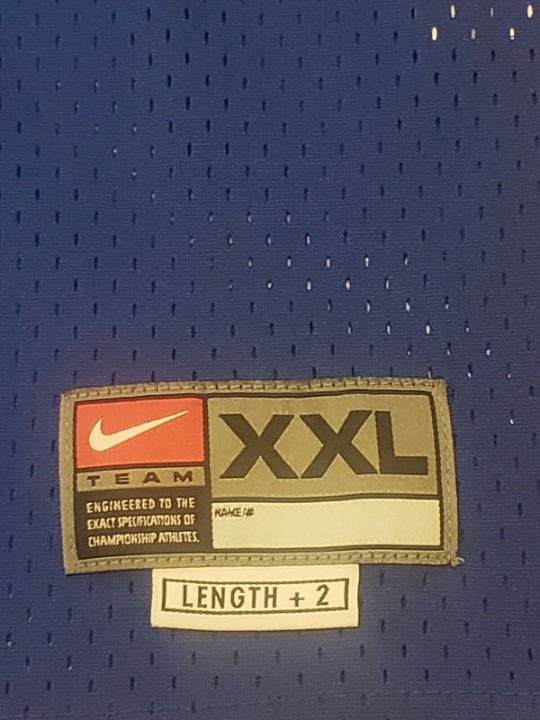 XXL
TEAM
ENGINEERED TO THE
EXACT SPECIFICATIONS OF
CHAMPIONSHIP ATHLETES.
NAME/#
LENGTH + 2